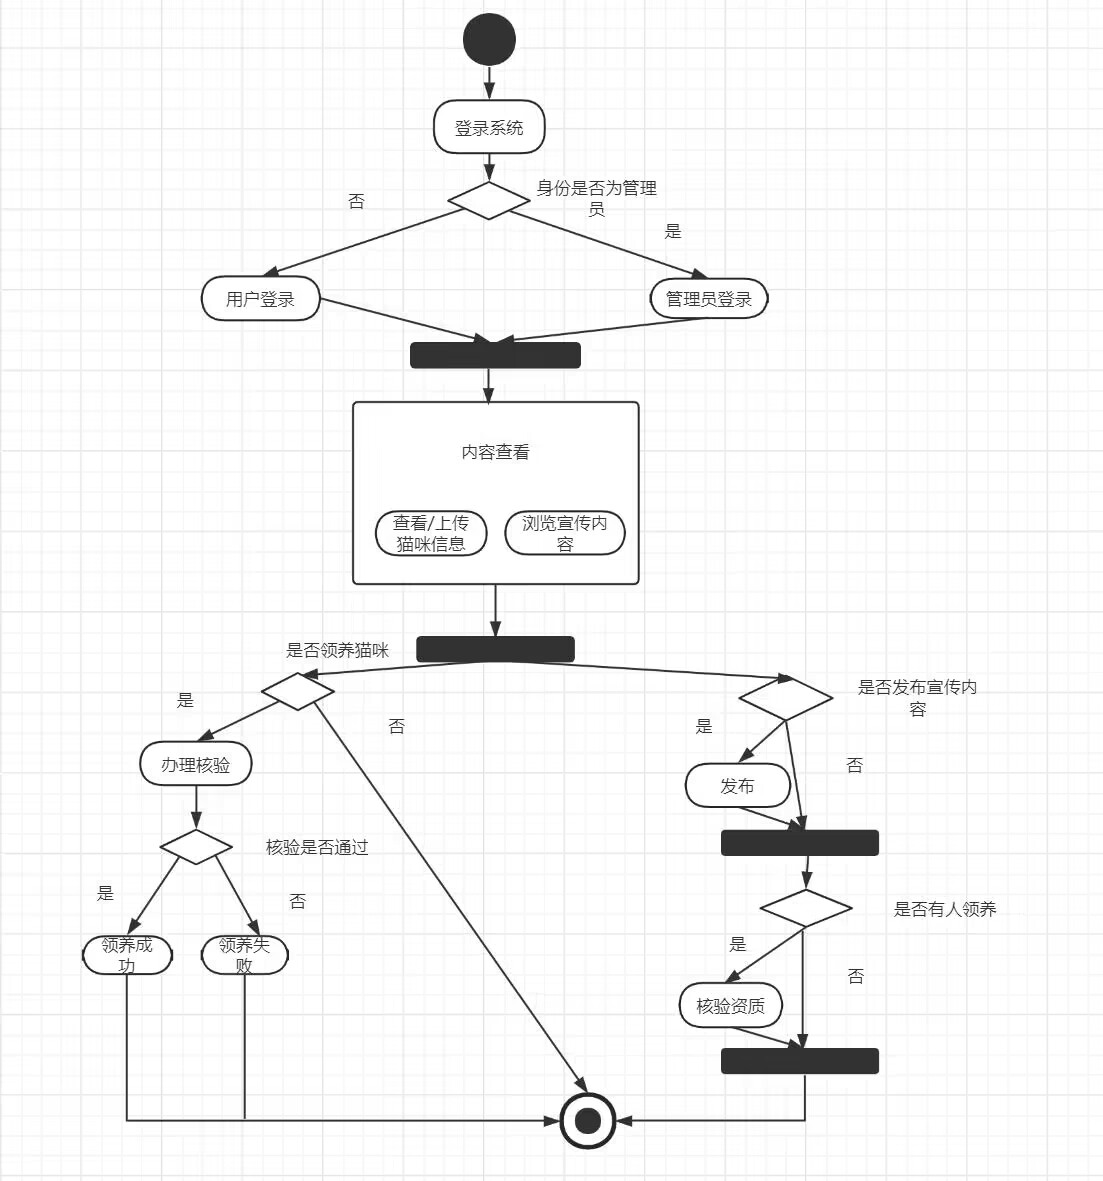 登录系统
身份是否为管理
员
否
是
用户登录
管理员登录
内容查看
查看/上传
猫咪信息
浏览宣传内
容
是否领养猫咪
是否发布宣传内
容
是
否
是
办理核验
否
发布
核验是否通过
是
否
是否有人领养
领养成
功
领养失
败
是
否
核验资质